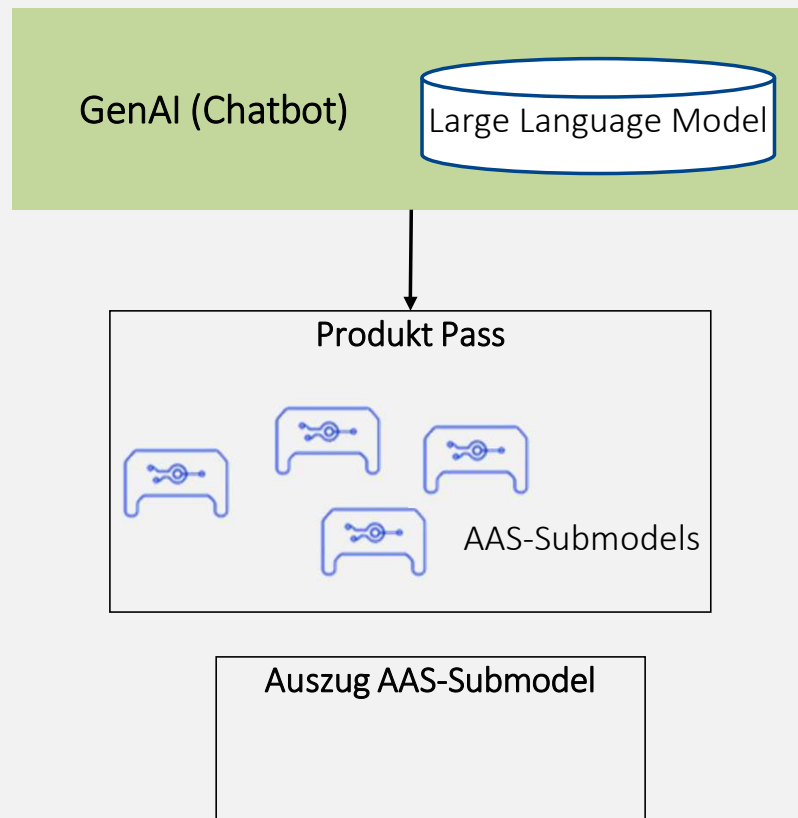 GenAI (Chatbot)
Large Language Model
Produkt Pass
AAS-Submodels
Auszug AAS-Submodel